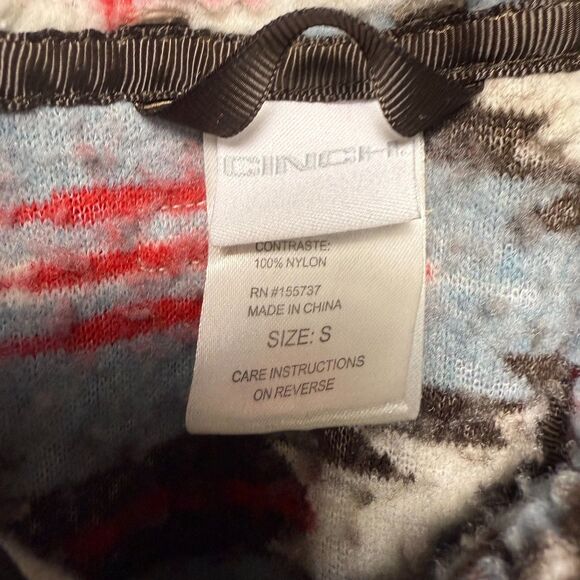 CINCH
CONTRASTE:
100% NYLON
RN #155737
MADE IN CHINA
SIZE: S
CARE INSTRUCTIONS
ON REVERSE